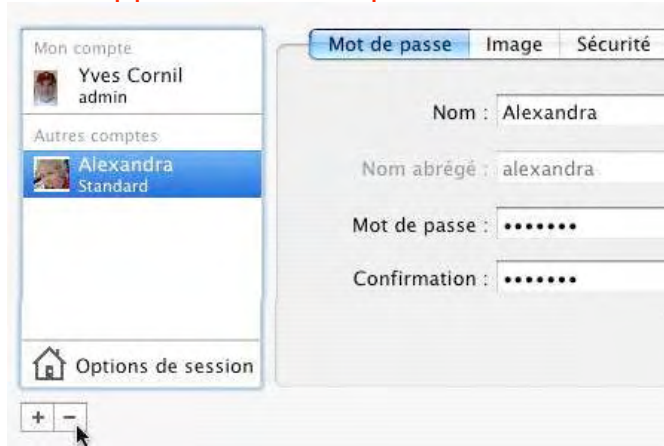 Mon compte
Yves Cornil
admin
Autres comptes
Alexandra
Standard
Options de session
+ −
Mot de passe Image Sécurité
Nom : Alexandra
Nom abrégé : alexandra
Mot de passe : •••••••
Confirmation : •••••••